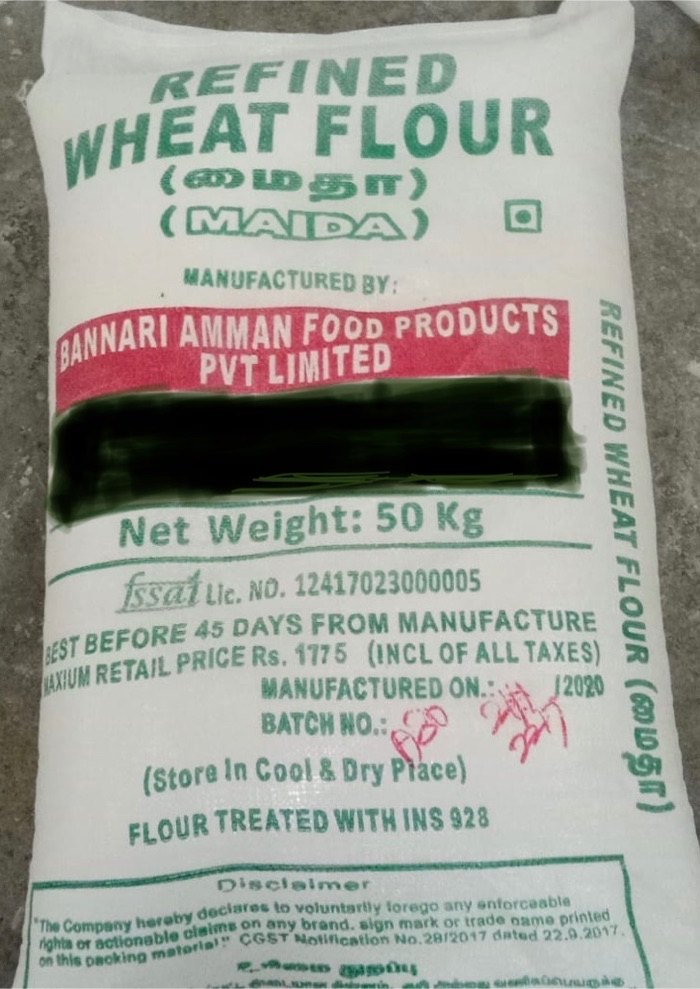 REFINED
WHEAT FLOUR
(மைதா)
(MAIDA)
MANUFACTURED BY:
BANNARI AMMAN FOOD PRODUCTS
PVT LIMITED
Net Weight: 50 Kg
fssai Lic. NO. 12417023000005
BEST BEFORE 45 DAYS FROM MANUFACTURE
MAXIUM RETAIL PRICE Rs. 1775 (INCL OF ALL TAXES)
MANUFACTURED ON.: /2020
BATCH NO.:
(Store In Cool & Dry Place)
FLOUR TREATED WITH INS 928
Disclaimer
"The Company hereby declares to voluntarily forego any enforceable
rights or actionable claims on any brand. sign mark or trade name printed
on this packing material" CGST Notification No.28/2017 dated 22.9.2017.
REFINED WHEAT FLOUR (மைதா)